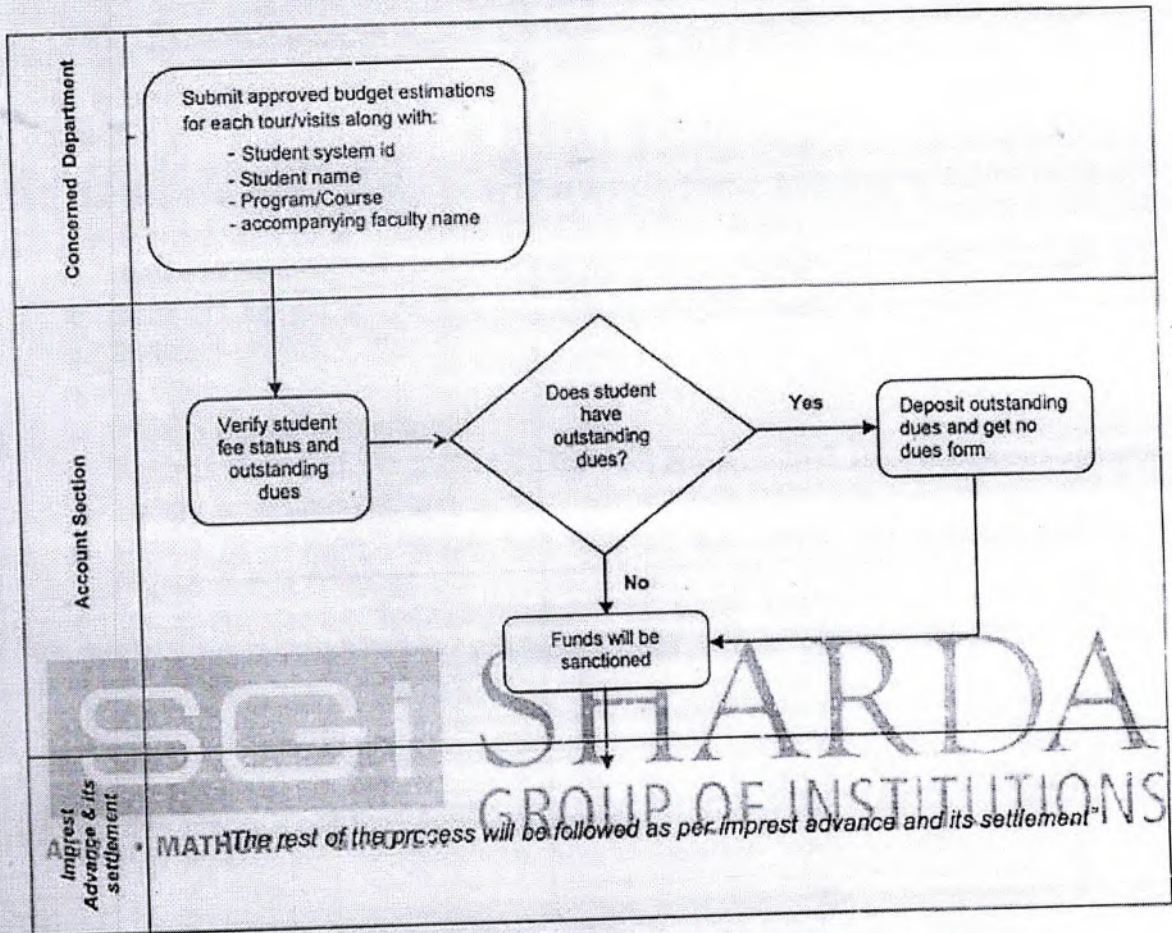 Concerned Department
Submit approved budget estimations
for each tour/visits along with:
- Student system id
- Student name
- Program/Course
- accompanying faculty name
Account Section
Verify student
fee status and
outstanding
dues
Does student
have
outstanding
dues?
Yes
Deposit outstanding
dues and get no
dues form
No
Funds will be
sanctioned
SGI
SHARDA
GROUP OF INSTITUTIONS
Imprest
Advance & its
settlement
• MATHURA
"The rest of the process will be followed as per imprest advance and its settlement"